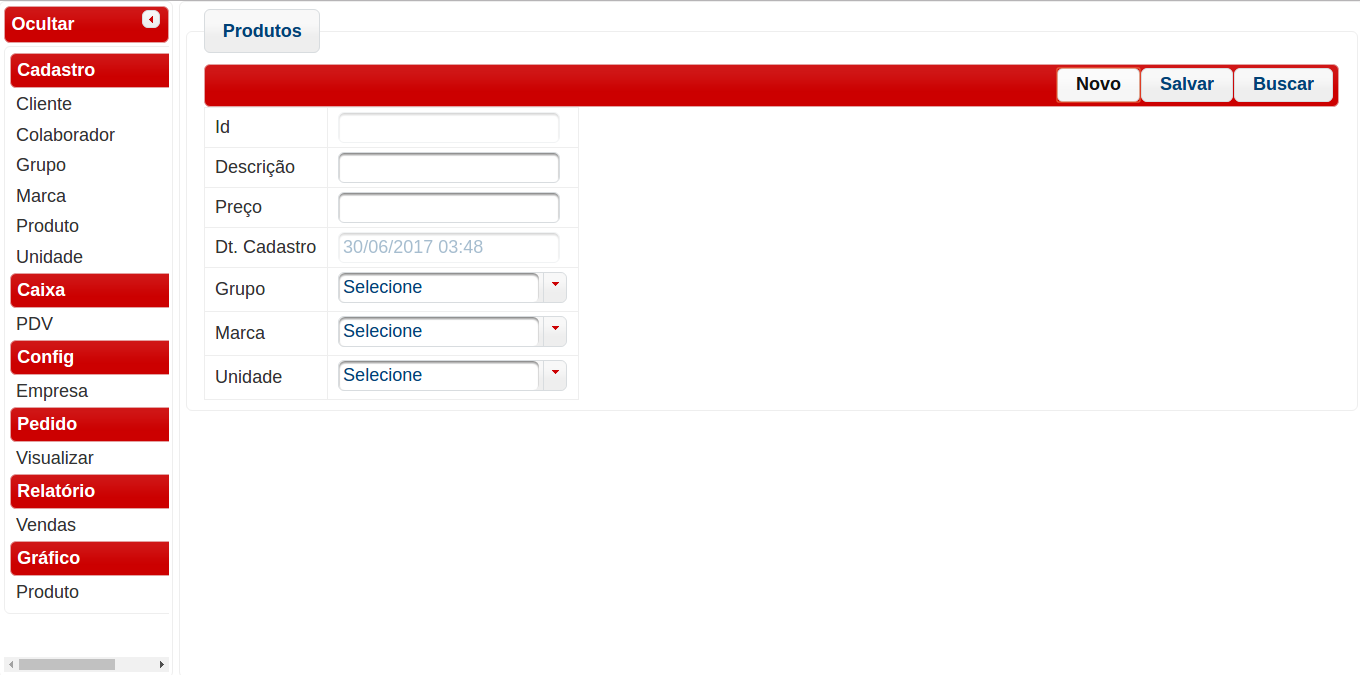 Ocultar
Cadastro
Cliente
Colaborador
Grupo
Marca
Produto
Unidade
Caixa
PDV
Config
Empresa
Pedido
Visualizar
Relatório
Vendas
Gráfico
Produto
Produtos
Novo Salvar Buscar
Id
Descrição
Preço
Dt. Cadastro 30/06/2017 03:48
Grupo Selecione
Marca Selecione
Unidade Selecione